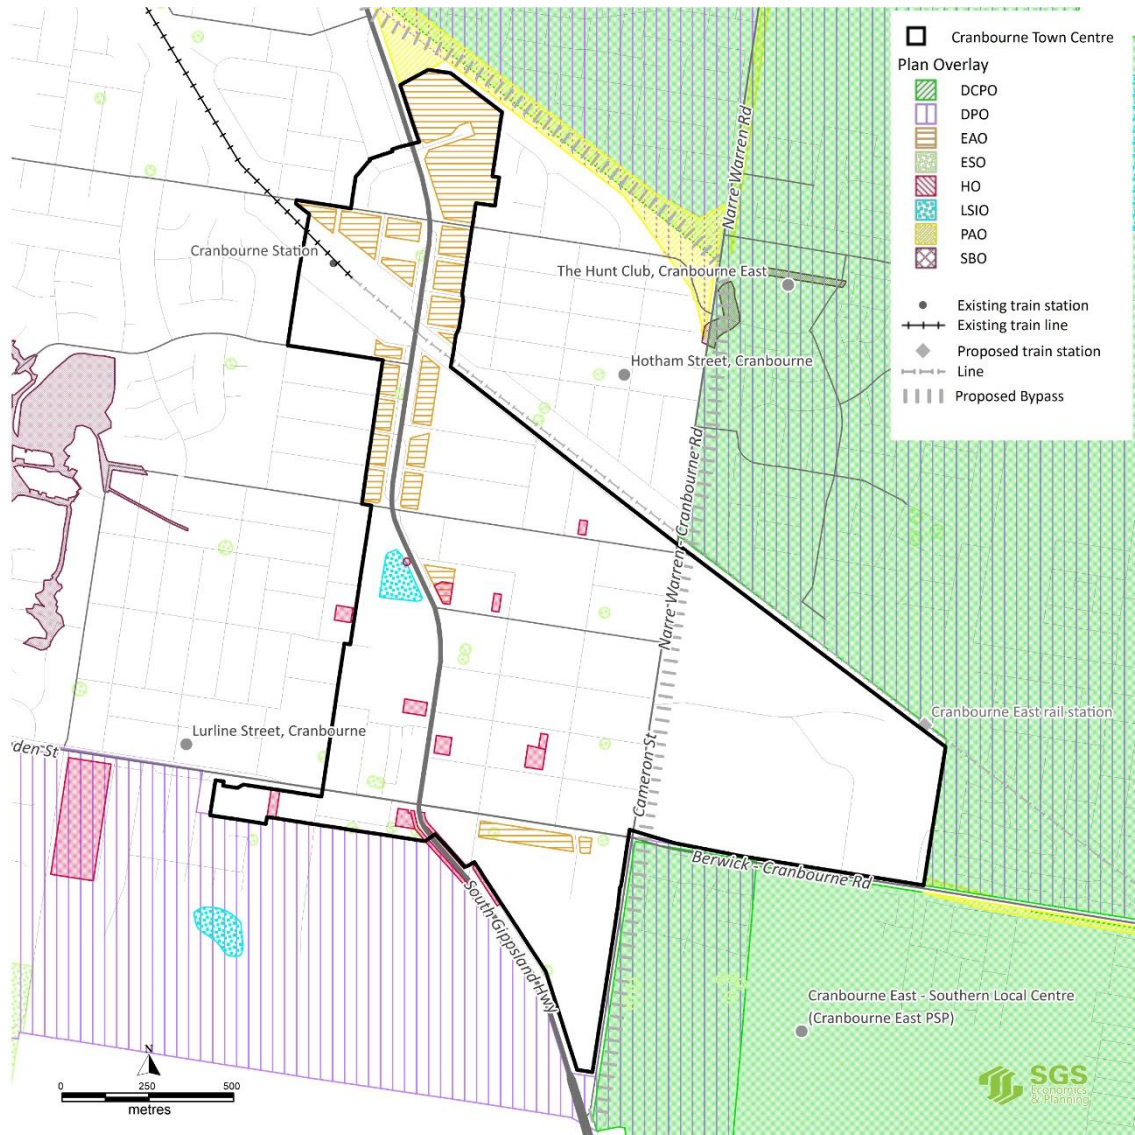 Cranbourne Town Centre
Plan Overlay
DCPO
DPO
EAO
ESO
HO
LSIO
PAO
SBO
Existing train station
Existing train line
Proposed train station
Line
Proposed Bypass
Narre Warren Rd
Cranbourne Station
The Hunt Club, Cranbourne East
Hotham Street, Cranbourne
Narre Warren - Cranbourne Rd
Cranbourne East rail station
Lurline Street, Cranbourne
den St
Cameron St
Berwick - Cranbourne Rd
South Gippsland Hwy
Cranbourne East - Southern Local Centre
(Cranbourne East PSP)
N
0 250 500
metres
SGS
Economics
& Planning